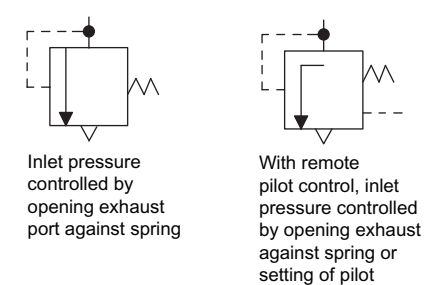 Inlet pressure
controlled by
opening exhaust
port against spring
With remote
pilot control, inlet
pressure controlled
by opening exhaust
against spring or
setting of pilot